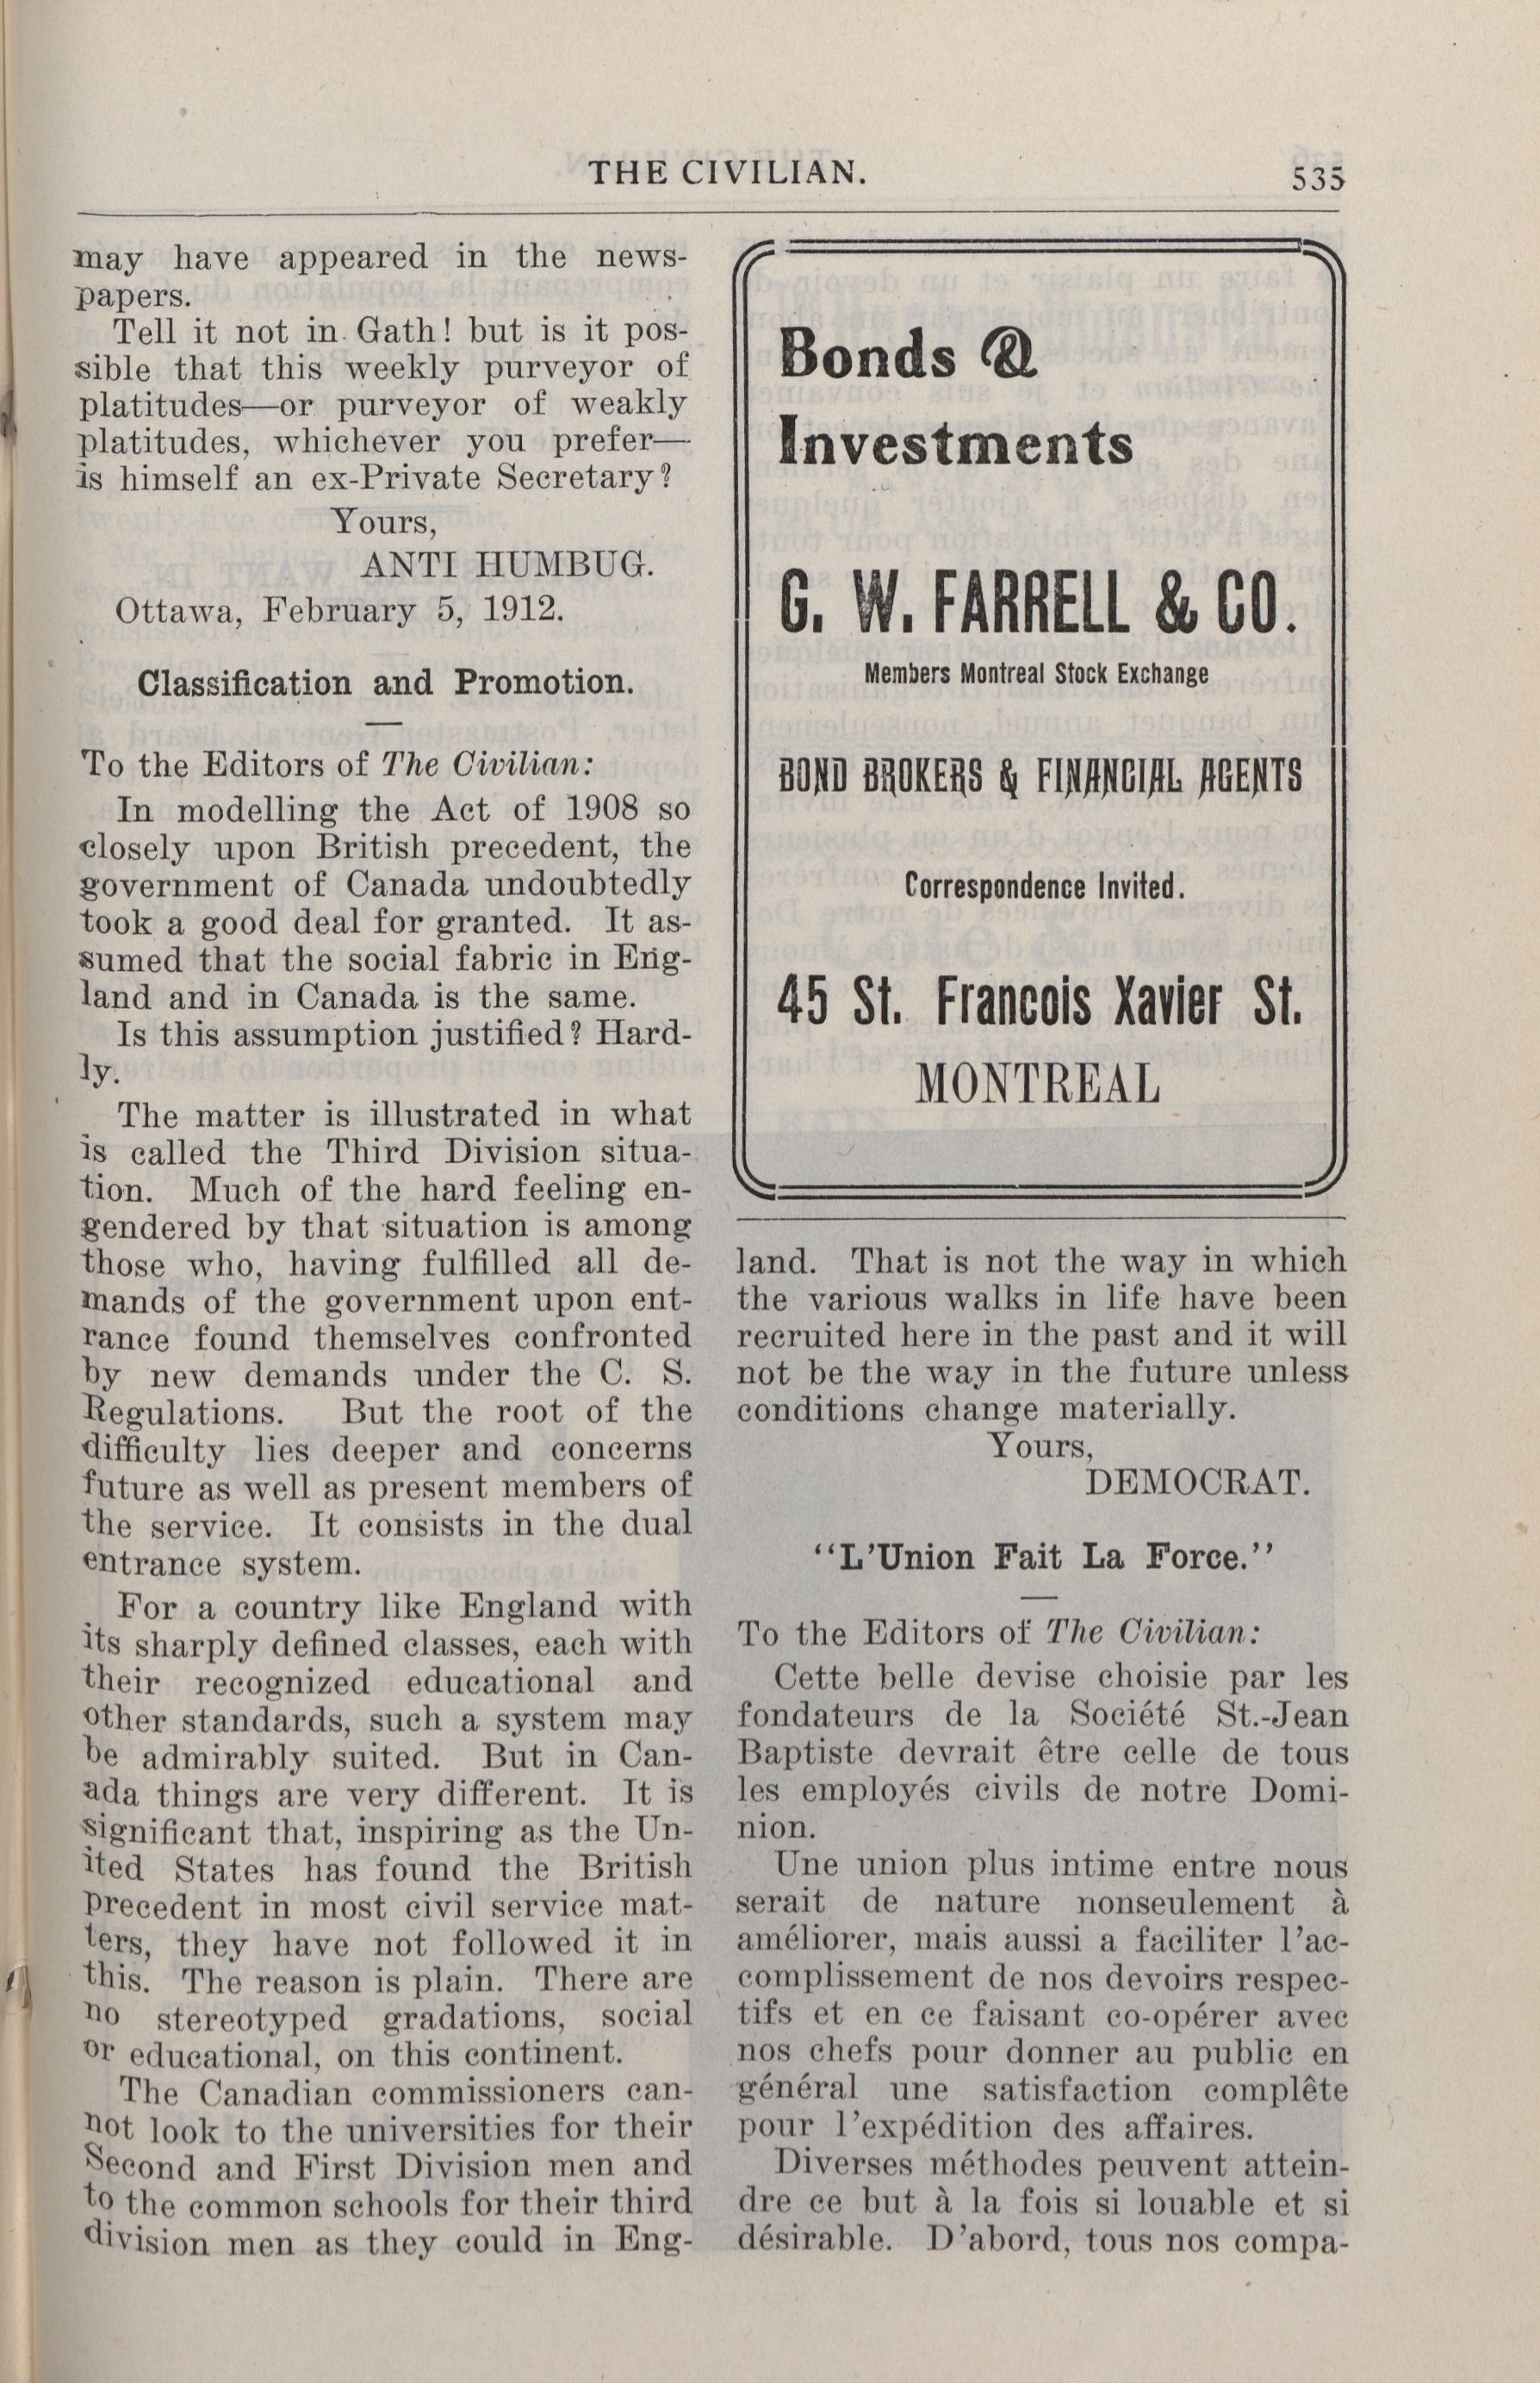 THE CIVILIAN.
535
may have appeared in the news-
papers.
Tell it not in Gath! but is it pos-
sible that this weekly purveyor of
platitudes—or purveyor of weakly
platitudes, whichever you prefer—
is himself an ex-Private Secretary?
Yours,
ANTI HUMBUG.
Ottawa, February 5, 1912.
Classification and Promotion.
To the Editors of The Civilian:
In modelling the Act of 1908 so
closely upon British precedent, the
government of Canada undoubtedly
took a good deal for granted. It as-
sumed that the social fabric in Eng-
land and in Canada is the same.
Is this assumption justified? Hard-
ly.
The matter is illustrated in what
is called the Third Division situa-
tion. Much of the hard feeling en-
gendered by that situation is among
those who, having fulfilled all de-
mands of the government upon ent-
rance found themselves confronted
by new demands under the C. S.
Regulations. But the root of the
difficulty lies deeper and concerns
future as well as present members of
the service. It consists in the dual
entrance system.
For a country like England with
its sharply defined classes, each with
their recognized educational and
other standards, such a system may
be admirably suited. But in Can-
ada things are very different. It is
significant that, inspiring as the Un-
ited States has found the British
precedent in most civil service mat-
ters, they have not followed it in
this. The reason is plain. There are
no stereotyped gradations, social
or educational, on this continent.
The Canadian commissioners can-
not look to the universities for their
Second and First Division men and
to the common schools for their third
division men as they could in Eng-
Bonds &
Investments
G. W. FARRELL & CO.
Members Montreal Stock Exchange
BOND BROKERS & FINANCIAL AGENTS
Correspondence Invited.
45 St. Francois Xavier St.
MONTREAL
land. That is not the way in which
the various walks in life have been
recruited here in the past and it will
not be the way in the future unless
conditions change materially.
Yours,
DEMOCRAT.
"L'Union Fait La Force."
To the Editors of The Civilian:
Cette belle devise choisie par les
fondateurs de la Société St.-Jean
Baptiste devrait être celle de tous
les employés civils de notre Domi-
nion.
Une union plus intime entre nous
serait de nature nonseulement à
améliorer, mais aussi a faciliter l'ac-
complissement de nos devoirs respec-
tifs et en ce faisant co-opérer avec
nos chefs pour donner au public en
général une satisfaction complête
pour l'expédition des affaires.
Diverses méthodes peuvent attein-
dre ce but à la fois si louable et si
désirable. D'abord, tous nos compa-